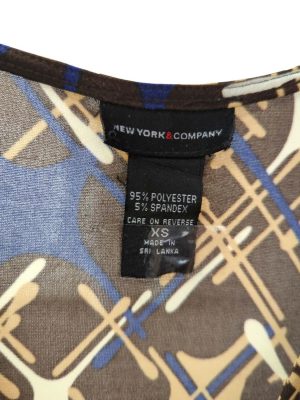 NEW YORK&COMPANY
95% POLYESTER
5% SPANDEX
CARE ON REVERSE
XS
MADE IN
SRI LANKA